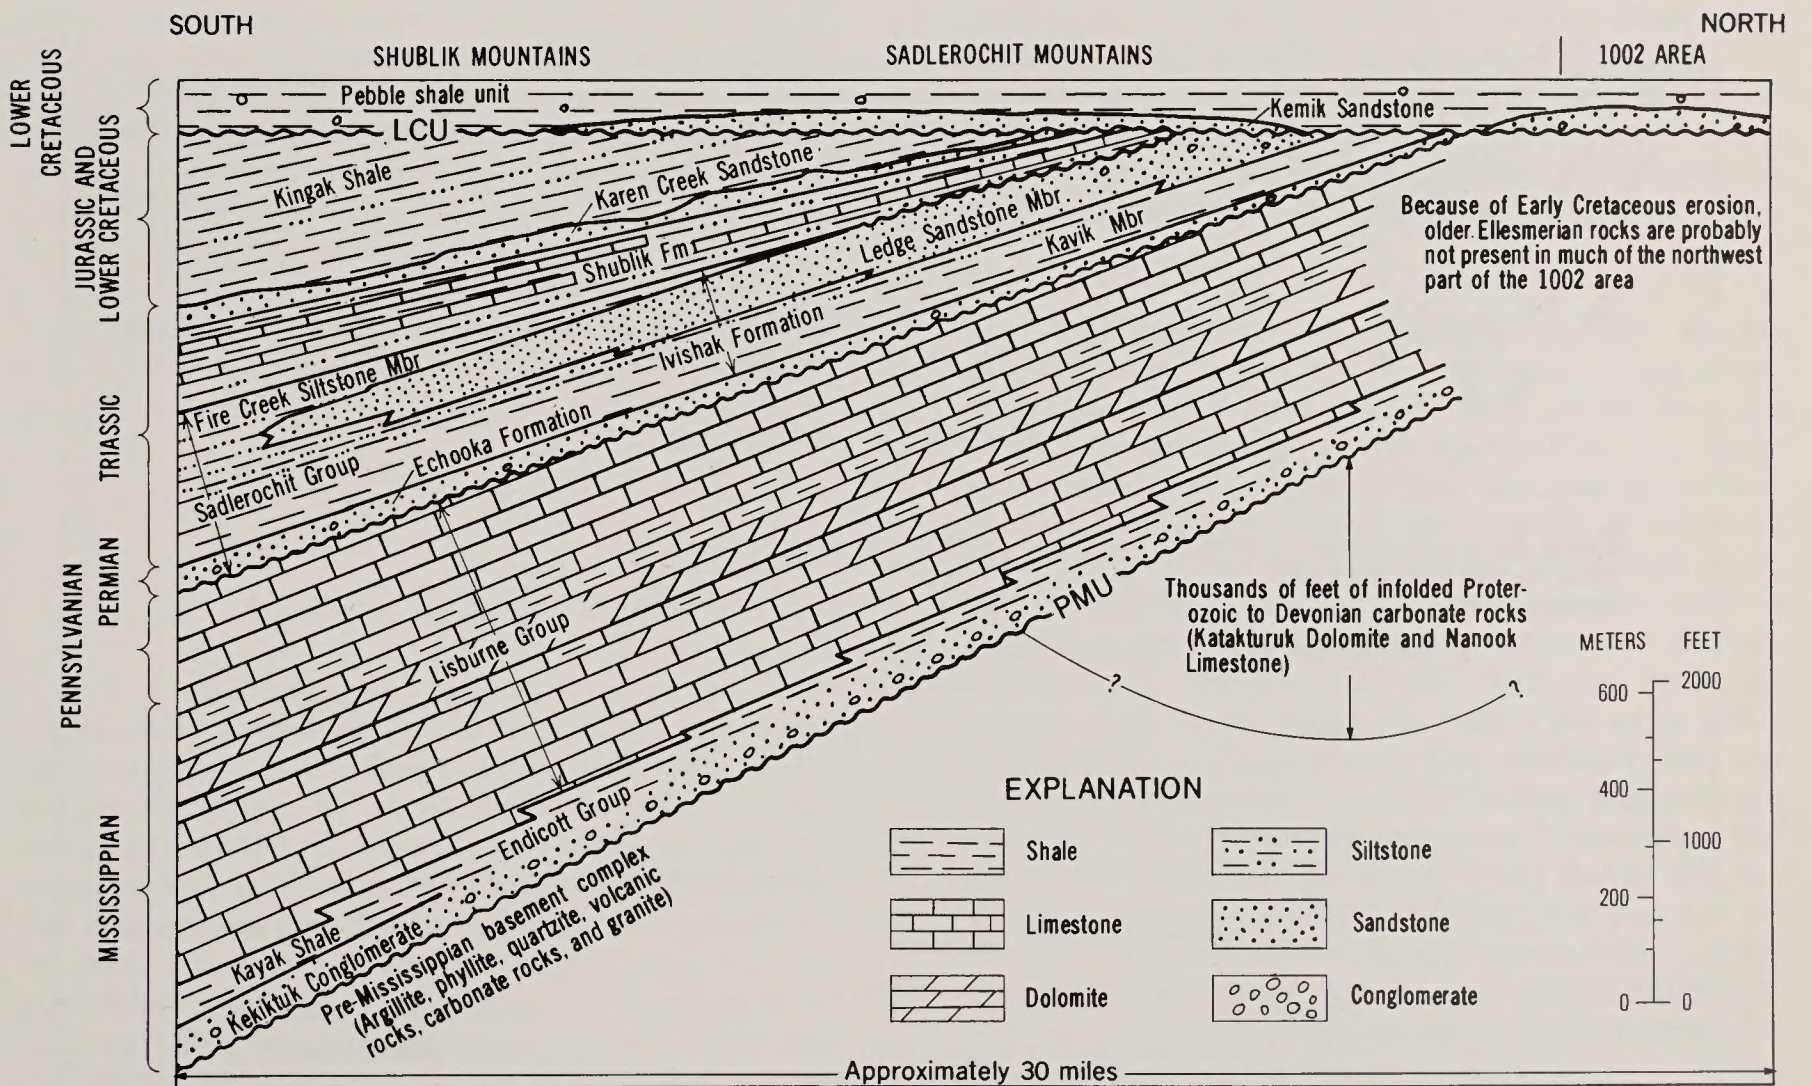 SOUTH
NORTH
SHUBLIK MOUNTAINS
SADLEROCHIT MOUNTAINS
1002 AREA
LOWER
CRETACEOUS
JURASSIC AND
LOWER CRETACEOUS
TRIASSIC
PERMIAN
PENNSYLVANIAN
MISSISSIPPIAN
Pebble shale unit
LCU
Kemik Sandstone
Kingak Shale
Karen Creek Sandstone
Shublik Fm
Ledge Sandstone Mbr
Kavik Mbr
Fire Creek Siltstone Mbr
Ivishak Formation
Sadlerochit Group
Echooka Formation
Lisburne Group
Endicott Group
Kayak Shale
Kekiktuk Conglomerate
PMU
Pre-Mississippian basement complex
(Argillite, phyllite, quartzite, volcanic
rocks, carbonate rocks, and granite)
Because of Early Cretaceous erosion,
older Ellesmerian rocks are probably
not present in much of the northwest
part of the 1002 area
Thousands of feet of infolded Proter-
ozoic to Devonian carbonate rocks
(Katakturuk Dolomite and Nanook
Limestone)
?
?
METERS FEET
600 2000
400
1000
200
0 0
EXPLANATION
Shale
Siltstone
Limestone
Sandstone
Dolomite
Conglomerate
Approximately 30 miles